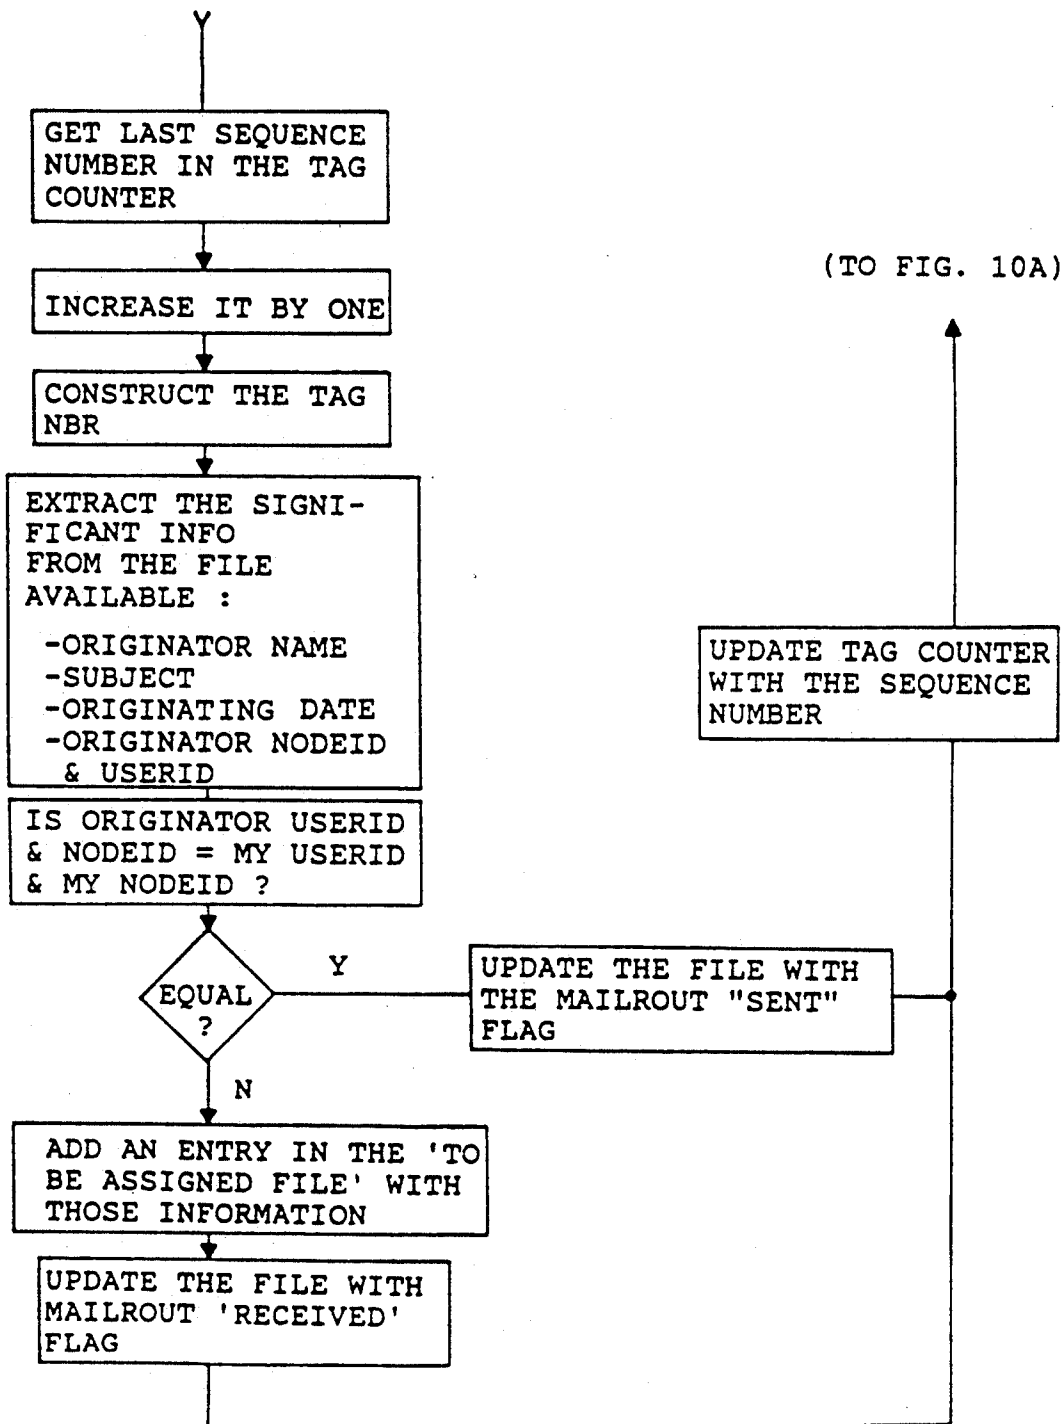 Y
GET LAST SEQUENCE
NUMBER IN THE TAG
COUNTER
(TO FIG. 10A)
INCREASE IT BY ONE
CONSTRUCT THE TAG
NBR
EXTRACT THE SIGNI-
FICANT INFO
FROM THE FILE
AVAILABLE :
-ORIGINATOR NAME
-SUBJECT
-ORIGINATING DATE
-ORIGINATOR NODEID
& USERID
UPDATE TAG COUNTER
WITH THE SEQUENCE
NUMBER
IS ORIGINATOR USERID
& NODEID = MY USERID
& MY NODEID ?
EQUAL
?
Y
UPDATE THE FILE WITH
THE MAILROUT "SENT"
FLAG
N
ADD AN ENTRY IN THE 'TO
BE ASSIGNED FILE' WITH
THOSE INFORMATION
UPDATE THE FILE WITH
MAILROUT 'RECEIVED'
FLAG